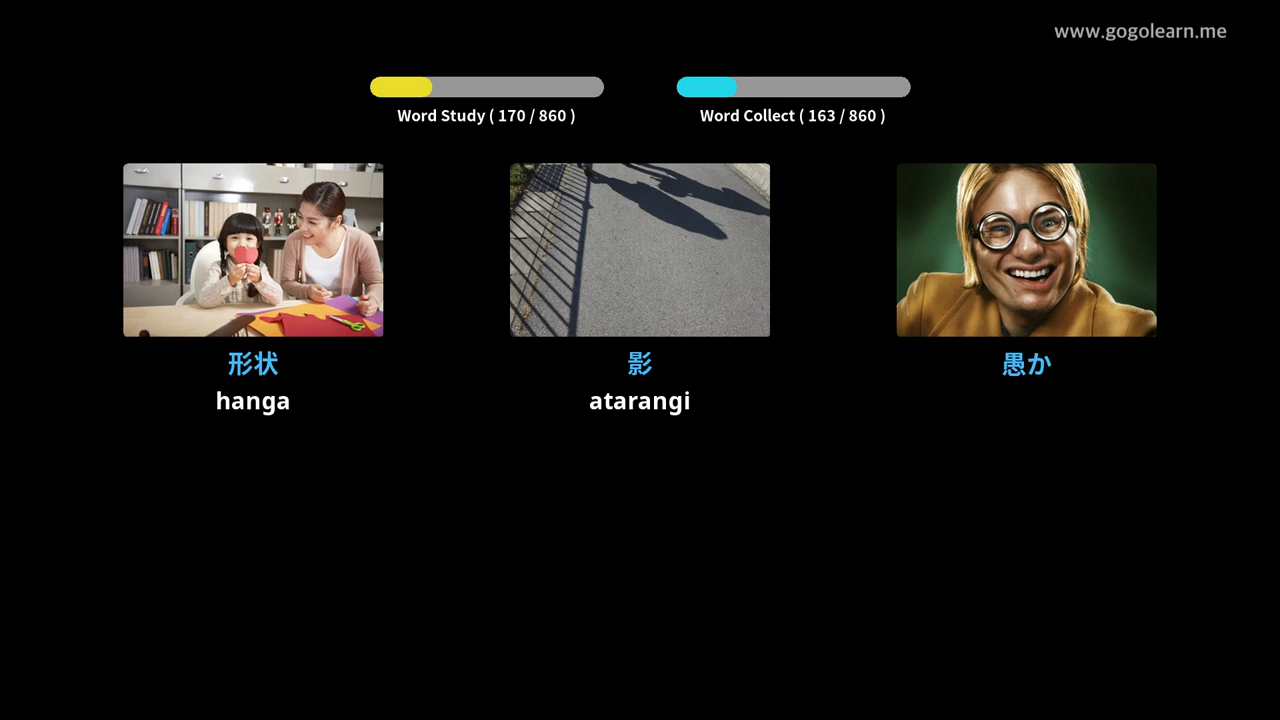 www.gogolearn.me
Word Study ( 170 / 860 )
Word Collect ( 163 / 860 )
形状
hanga
影
atarangi
愚か